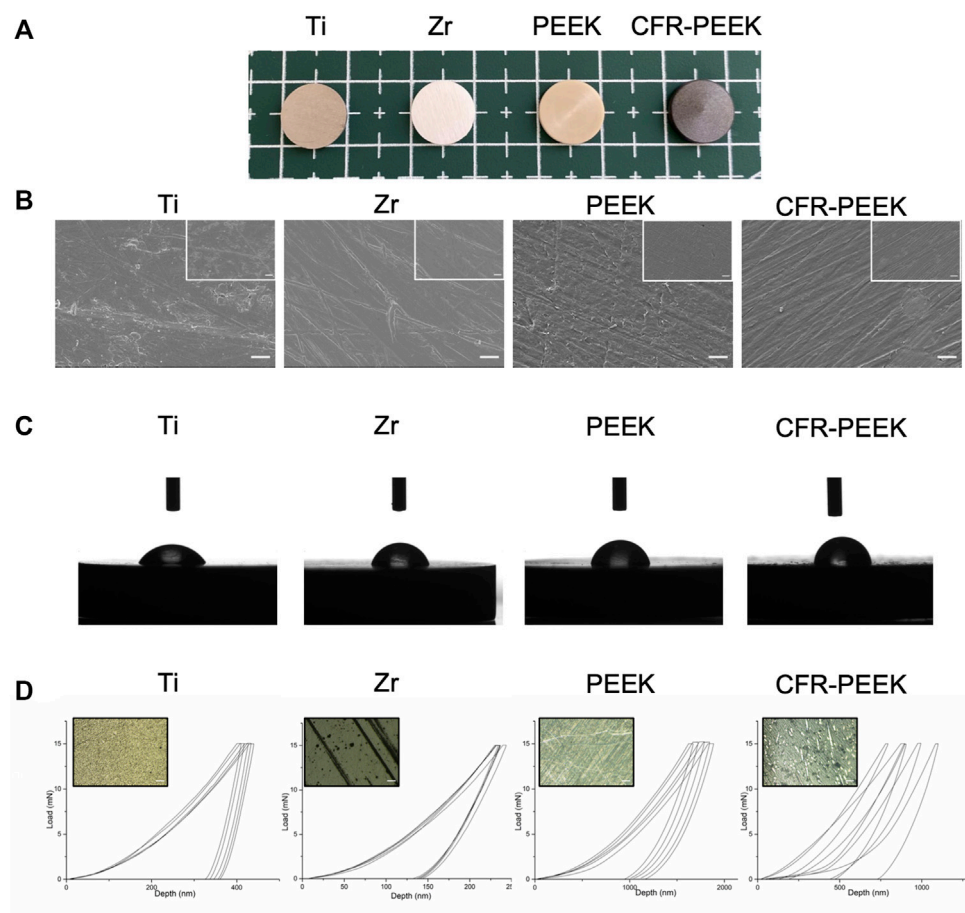 A
Ti Zr PEEK CFR-PEEK
B
Ti Zr PEEK CFR-PEEK
C
Ti Zr PEEK CFR-PEEK
D
Ti Zr PEEK CFR-PEEK
15
10
5
0
Load (mN)
0 200 400
Depth (nm)
15
10
5
0
Load (mN)
0 50 100 150 200 25
Depth (nm)
15
10
5
0
Load (mN)
0 1000 2000
Depth (nm)
15
10
5
0
Load (mN)
0 500 1000
Depth (nm)